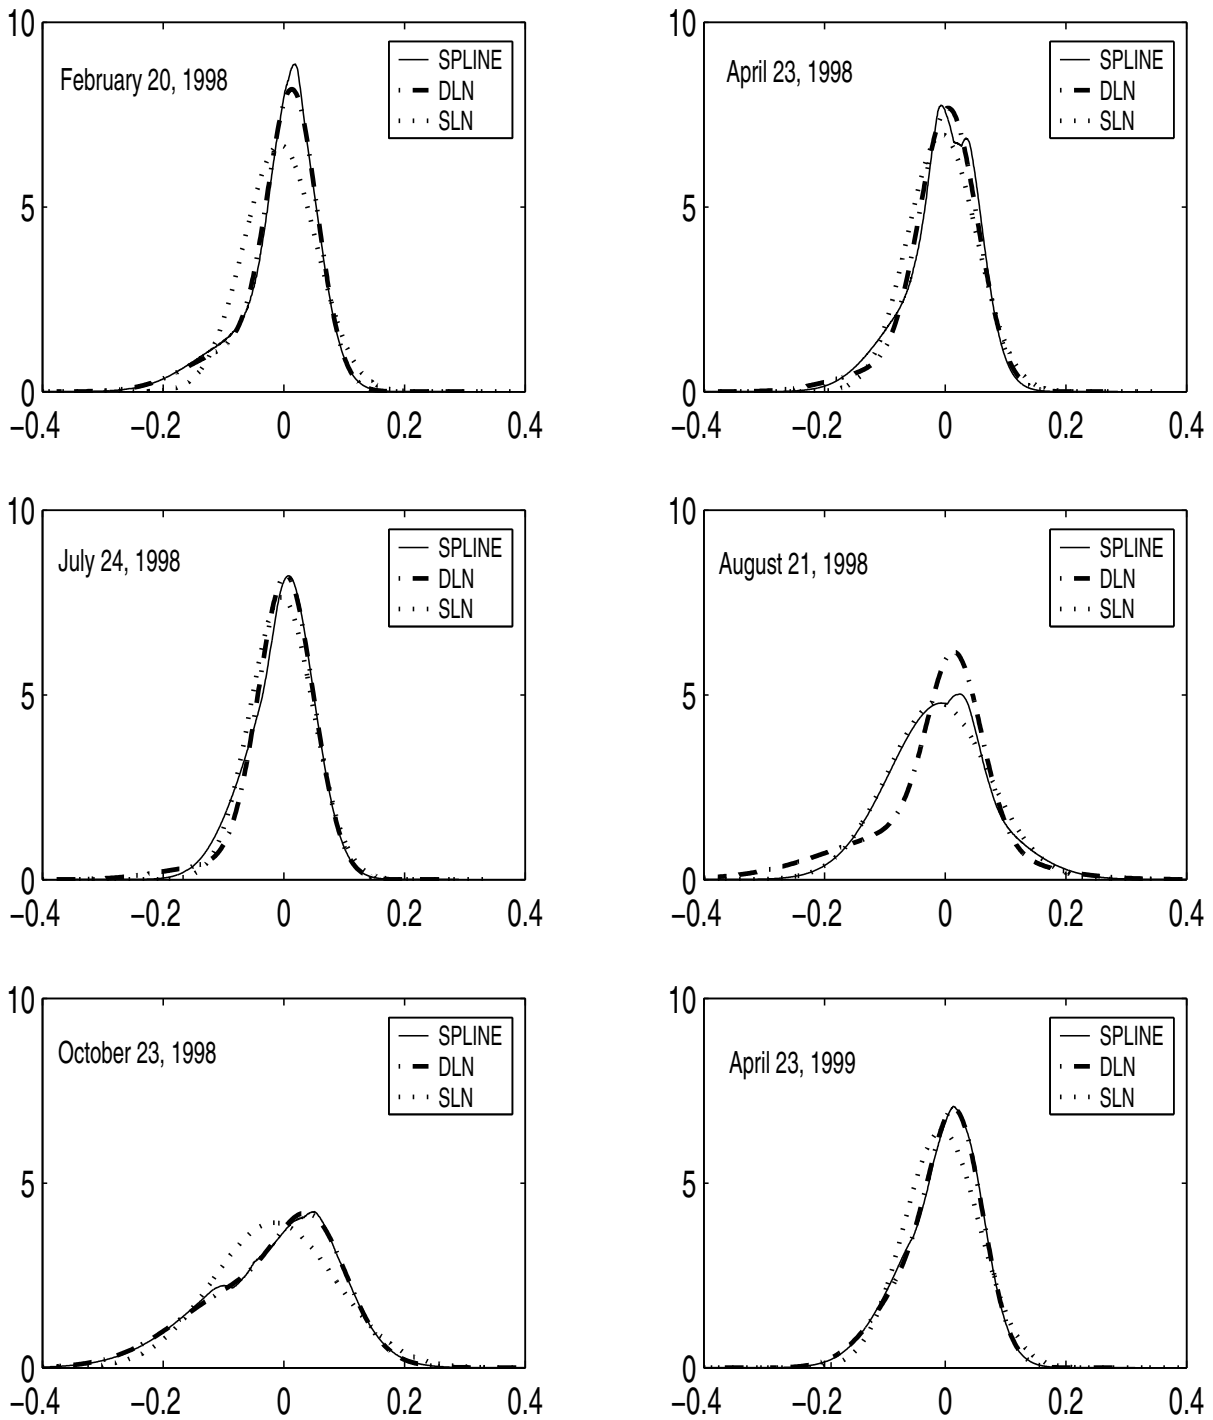 10
5
0
−0.4 −0.2 0 0.2 0.4
February 20, 1998
SPLINE
DLN
SLN
10
5
0
−0.4 −0.2 0 0.2 0.4
April 23, 1998
SPLINE
DLN
SLN
10
5
0
−0.4 −0.2 0 0.2 0.4
July 24, 1998
SPLINE
DLN
SLN
10
5
0
−0.4 −0.2 0 0.2 0.4
August 21, 1998
SPLINE
DLN
SLN
10
5
0
−0.4 −0.2 0 0.2 0.4
October 23, 1998
SPLINE
DLN
SLN
10
5
0
−0.4 −0.2 0 0.2 0.4
April 23, 1999
SPLINE
DLN
SLN